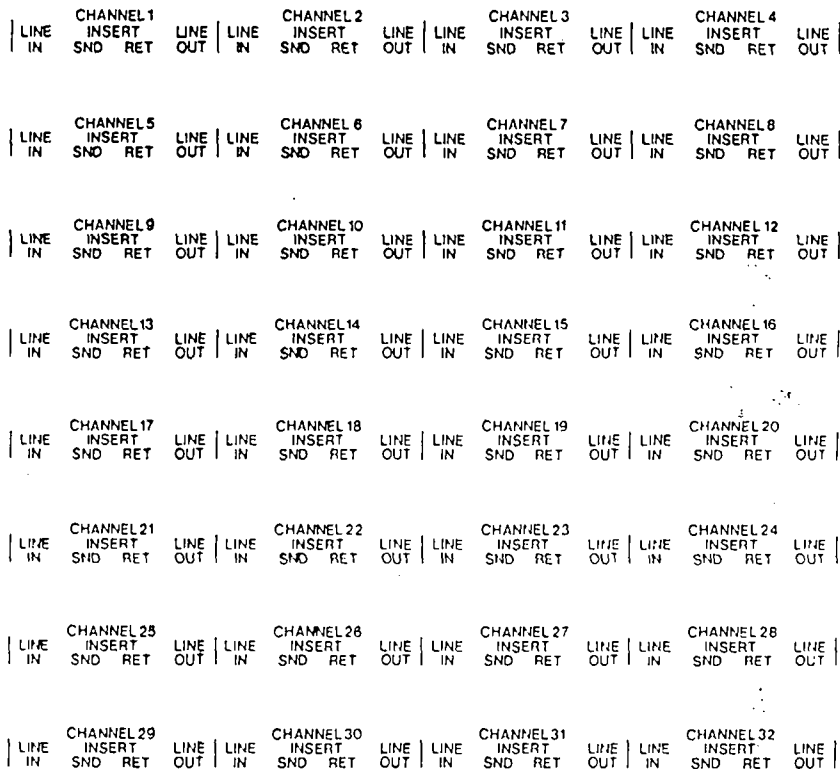 CHANNEL 1 CHANNEL 2 CHANNEL 3 CHANNEL 4
LINE INSERT LINE LINE INSERT LINE LINE INSERT LINE LINE INSERT LINE
IN SND RET OUT IN SND RET OUT IN SND RET OUT IN SND RET OUT
CHANNEL 5 CHANNEL 6 CHANNEL 7 CHANNEL 8
LINE INSERT LINE LINE INSERT LINE LINE INSERT LINE LINE INSERT LINE
IN SND RET OUT IN SND RET OUT IN SND RET OUT IN SND RET OUT
CHANNEL 9 CHANNEL 10 CHANNEL 11 CHANNEL 12
LINE INSERT LINE LINE INSERT LINE LINE INSERT LINE LINE INSERT LINE
IN SND RET OUT IN SND RET OUT IN SND RET OUT IN SND RET OUT
CHANNEL 13 CHANNEL 14 CHANNEL 15 CHANNEL 16
LINE INSERT LINE LINE INSERT LINE LINE INSERT LINE LINE INSERT LINE
IN SND RET OUT IN SND RET OUT IN SND RET OUT IN SND RET OUT
CHANNEL 17 CHANNEL 18 CHANNEL 19 CHANNEL 20
LINE INSERT LINE LINE INSERT LINE LINE INSERT LINE LINE INSERT LINE
IN SND RET OUT IN SND RET OUT IN SND RET OUT IN SND RET OUT
CHANNEL 21 CHANNEL 22 CHANNEL 23 CHANNEL 24
LINE INSERT LINE LINE INSERT LINE LINE INSERT LINE LINE INSERT LINE
IN SND RET OUT IN SND RET OUT IN SND RET OUT IN SND RET OUT
CHANNEL 25 CHANNEL 26 CHANNEL 27 CHANNEL 28
LINE INSERT LINE LINE INSERT LINE LINE INSERT LINE LINE INSERT LINE
IN SND RET OUT IN SND RET OUT IN SND RET OUT IN SND RET OUT
CHANNEL 29 CHANNEL 30 CHANNEL 31 CHANNEL 32
LINE INSERT LINE LINE INSERT LINE LINE INSERT LINE LINE INSERT LINE
IN SND RET OUT IN SND RET OUT IN SND RET OUT IN SND RET OUT